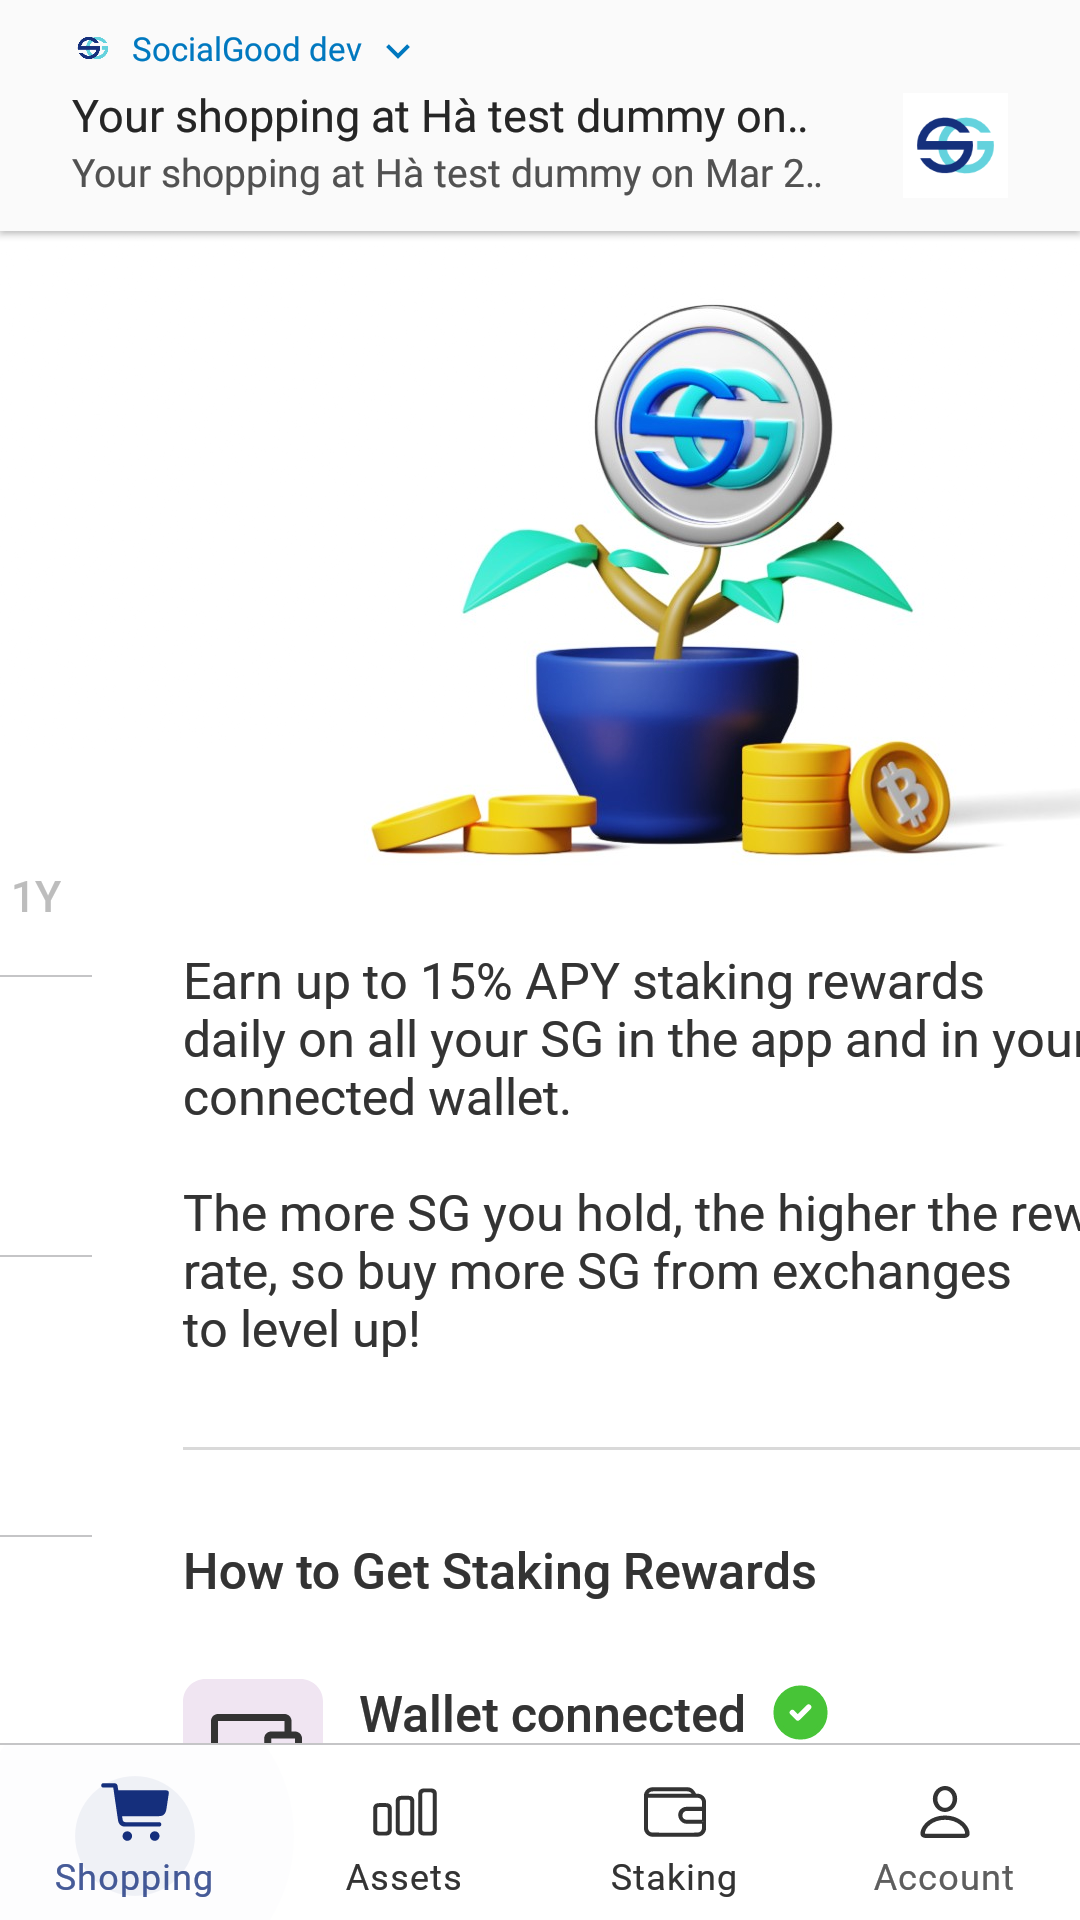 SocialGood dev
Your shopping at Hà test dummy on..
Your shopping at Hà test dummy on Mar 2..
1Y
Earn up to 15% APY staking rewards
daily on all your SG in the app and in your
connected wallet.
The more SG you hold, the higher the rew
rate, so buy more SG from exchanges
to level up!
How to Get Staking Rewards
Wallet connected
Shopping
Assets
Staking
Account